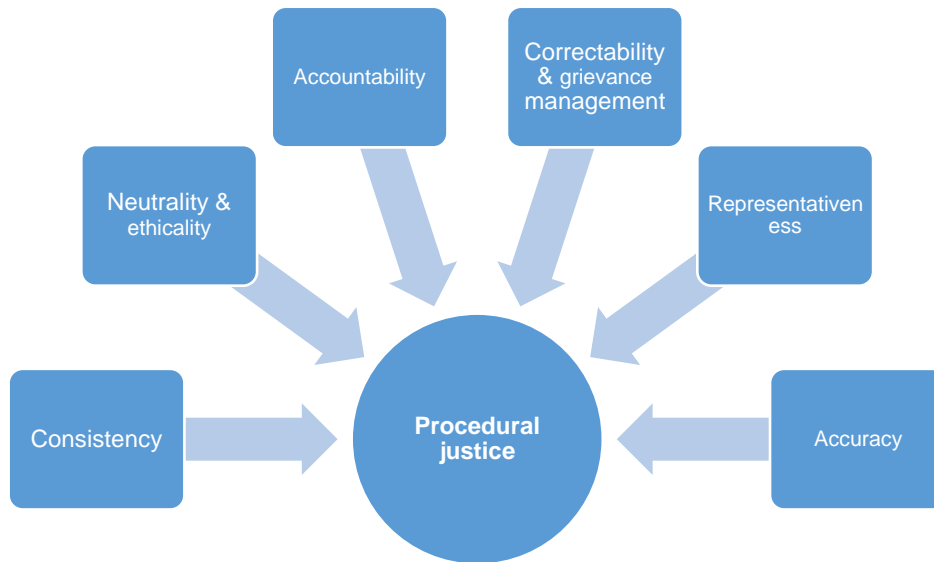 Accountability
Correctability
& grievance
management
Neutrality &
ethicality
Representativen
ess
Consistency
Procedural
justice
Accuracy